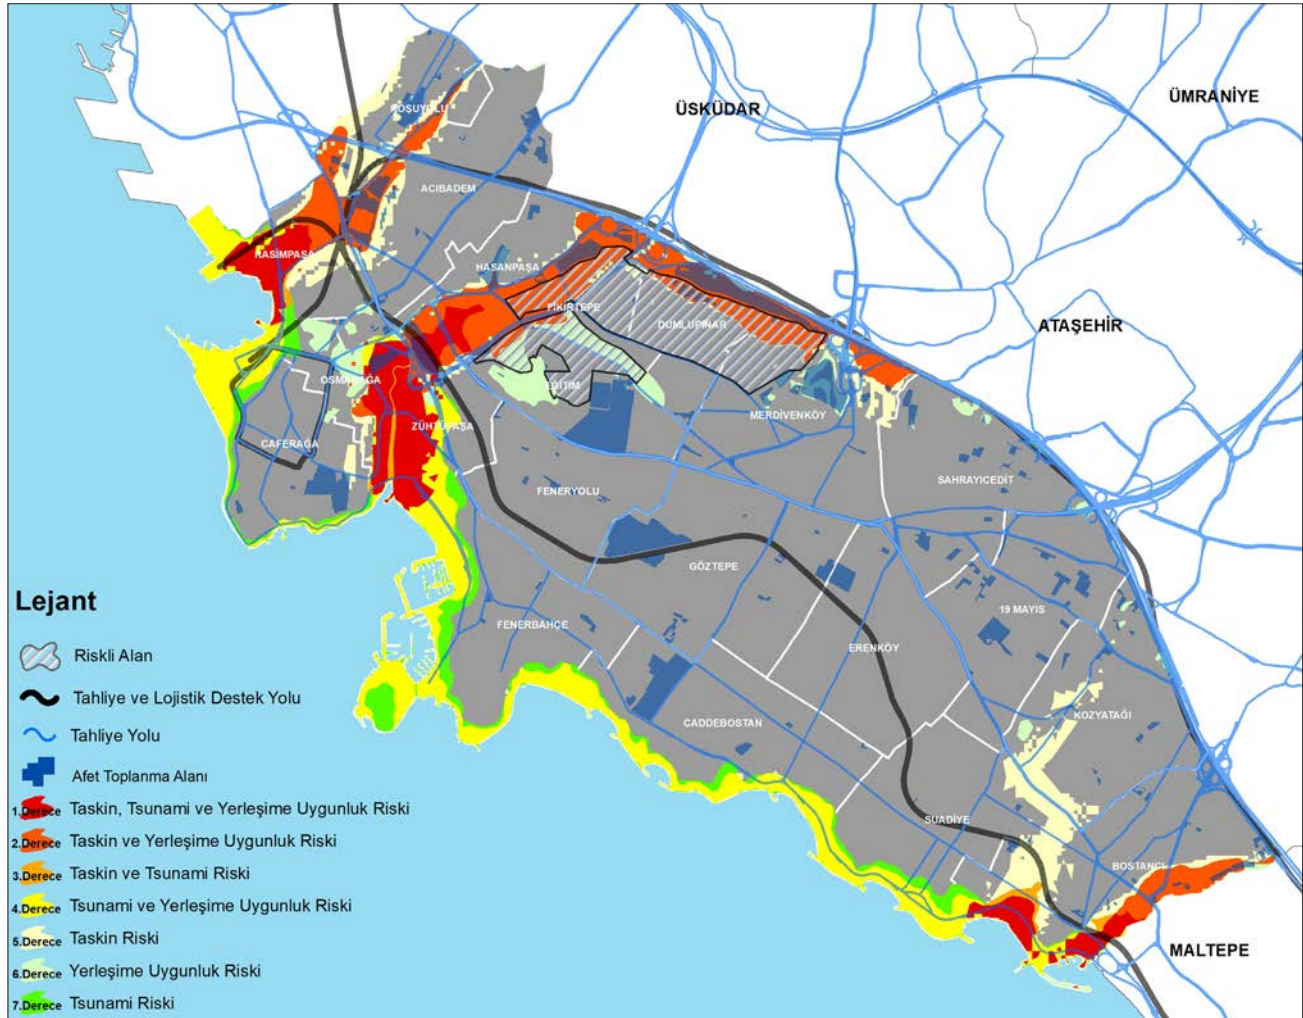 ÜSKÜDAR
ÜMRANİYE
KOŞUYOLU
ACIBADEM
RASİMPAŞA
HASANPAŞA
FİKİRTEPE
DUMLUPINAR
ATAŞEHİR
OSMANAĞA
EĞİTİM
MERDİVENKÖY
ZÜHTÜPAŞA
CAFERAĞA
SAHRAYICEDİT
FENERYOLU
GÖZTEPE
19 MAYIS
FENERBAHÇE
ERENKÖY
CADDEBOSTAN
KOZYATAĞI
SUADİYE
BOSTANCI
MALTEPE
Lejant
Riskli Alan
Tahliye ve Lojistik Destek Yolu
Tahliye Yolu
Afet Toplanma Alanı
1.Derece Taskin, Tsunami ve Yerleşime Uygunluk Riski
2.Derece Taskin ve Yerleşime Uygunluk Riski
3.Derece Taskin ve Tsunami Riski
4.Derece Tsunami ve Yerleşime Uygunluk Riski
5.Derece Taskin Riski
6.Derece Yerleşime Uygunluk Riski
7.Derece Tsunami Riski